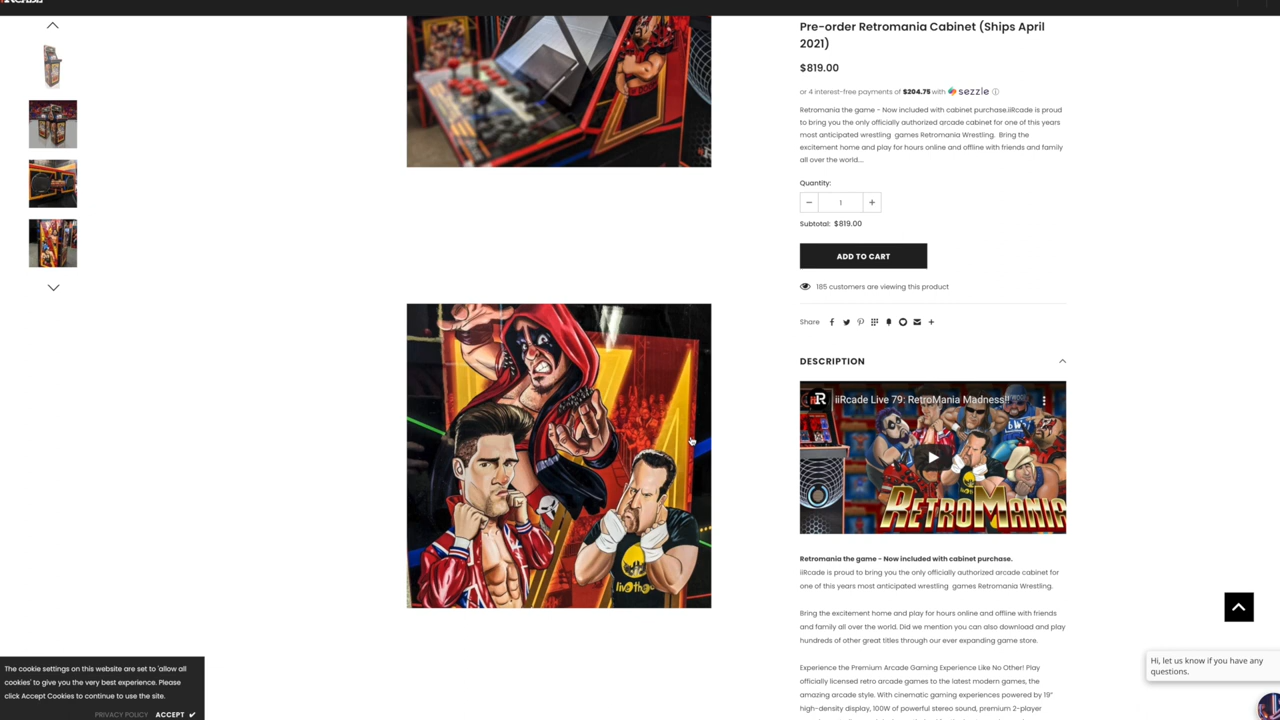 Pre-order Retromania Cabinet (Ships April
2021)
$819.00
or 4 interest-free payments of $204.75 with sezzle
Retromania the game - Now included with cabinet purchase.iiRcade is proud
to bring you the only officially authorized arcade cabinet for one of this years
most anticipated wrestling games Retromania Wrestling. Bring the
excitement home and play for hours online and offline with friends and family
all over the world....
Quantity:
− 1 +
Subtotal: $819.00
ADD TO CART
185 customers are viewing this product
Share
DESCRIPTION
iiRcade Live 79: RetroMania Madness!!
RETROMANIA
Retromania the game - Now included with cabinet purchase.
iiRcade is proud to bring you the only officially authorized arcade cabinet for
one of this years most anticipated wrestling games Retromania Wrestling.
Bring the excitement home and play for hours online and offline with friends
and family all over the world. Did we mention you can also download and play
hundreds of other great titles through our ever expanding game store.
Experience the Premium Arcade Gaming Experience Like No Other! Play
officially licensed retro arcade games to the latest modern games, the
amazing arcade style. With cinematic gaming experiences powered by 19"
high-density display, 100W of powerful stereo sound, premium 2-player
The cookie settings on this website are set to 'allow all
cookies' to give you the very best experience. Please
click Accept Cookies to continue to use the site.
PRIVACY POLICY ACCEPT ✔
Hi, let us know if you have any
questions.